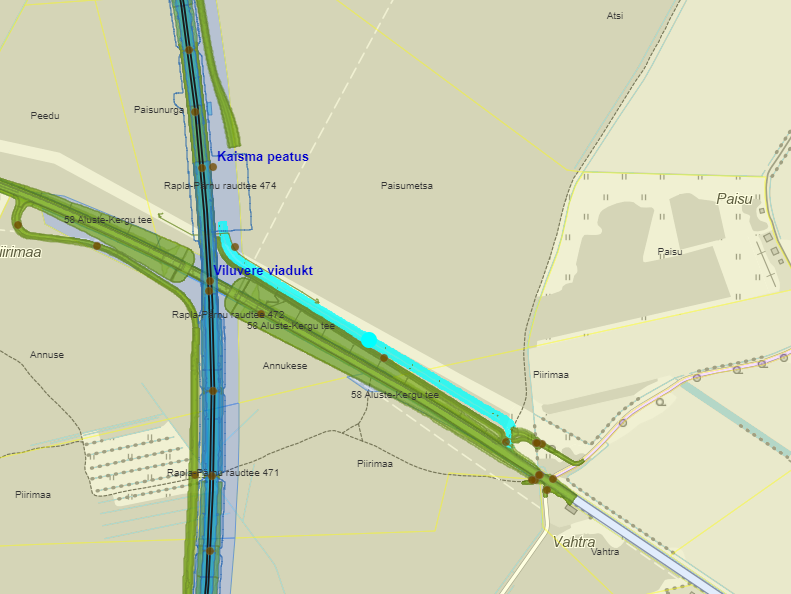 Atsi
Peedu
Paisunurga
Kaisma peatus
Rapla-Pärnu raudtee 474
Paisumetsa
Paisu
58 Aluste-Kergu tee
iirimaa
Paisu
Viluvere viadukt
Rapla-Pärnu raudtee 472
58 Aluste-Kergu tee
Annuse
Annukese
Piirimaa
58 Aluste-Kergu tee
Piirimaa
Rapla-Pärnu raudtee 471
Piirimaa
Vahtra
Vahtra